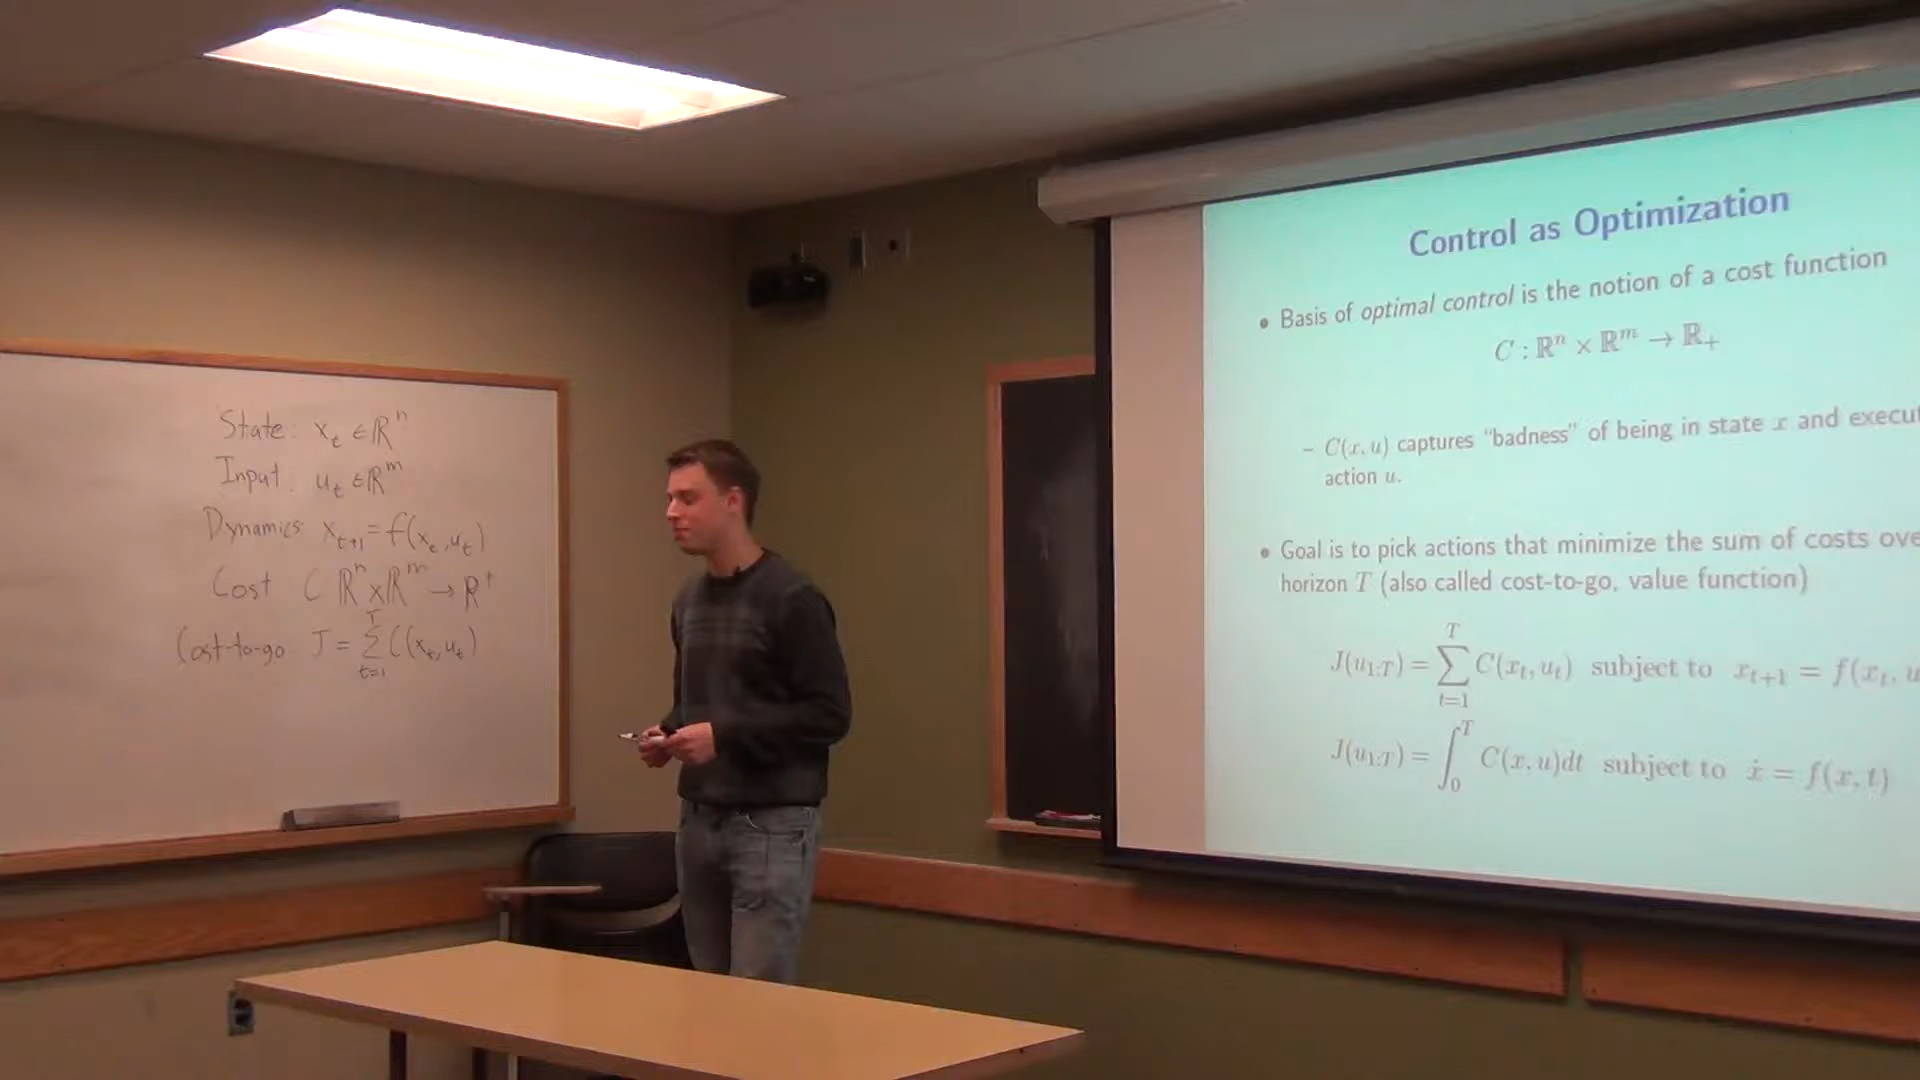 State: xₜ ∈ ℝⁿ
Input: uₜ ∈ ℝᵐ
Dynamics: xₜ₊₁ = f(xₜ, uₜ)
Cost C ℝⁿ × ℝᵐ → ℝ⁺
Cost-to-go J = ∑ₜ₌₁ᵀ C(xₜ, uₜ)
Control as Optimization
• Basis of optimal control is the notion of a cost function
C : ℝⁿ × ℝᵐ → ℝ₊
– C(x, u) captures "badness" of being in state x and
action u.
• Goal is to pick actions that minimize the sum of costs
horizon T (also called cost-to-go, value function)
J(u₁:T) = ∑ₜ₌₁ᵀ C(xₜ, uₜ) subject to xₜ₊₁ = f(xₜ, u
J(u₁:T) = ∫₀ᵀ C(x, u)dt subject to ẋ = f(x, t)